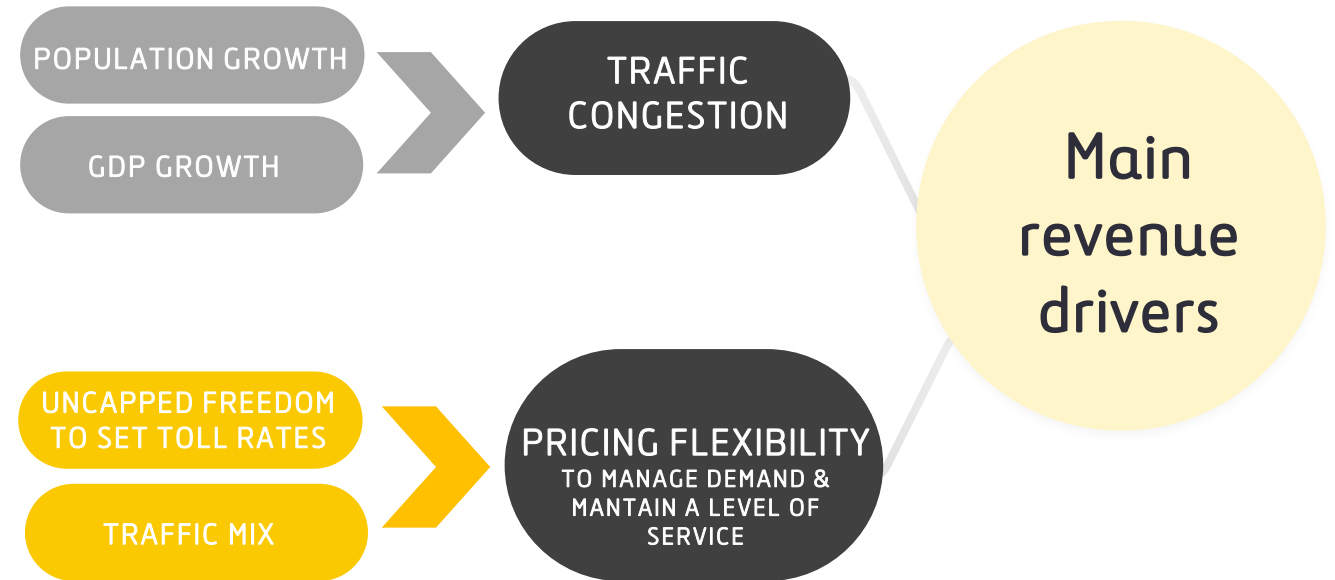 POPULATION GROWTH
GDP GROWTH
TRAFFIC
CONGESTION
UNCAPPED FREEDOM
TO SET TOLL RATES
TRAFFIC MIX
PRICING FLEXIBILITY
TO MANAGE DEMAND &
MANTAIN A LEVEL OF
SERVICE
Main
revenue
drivers